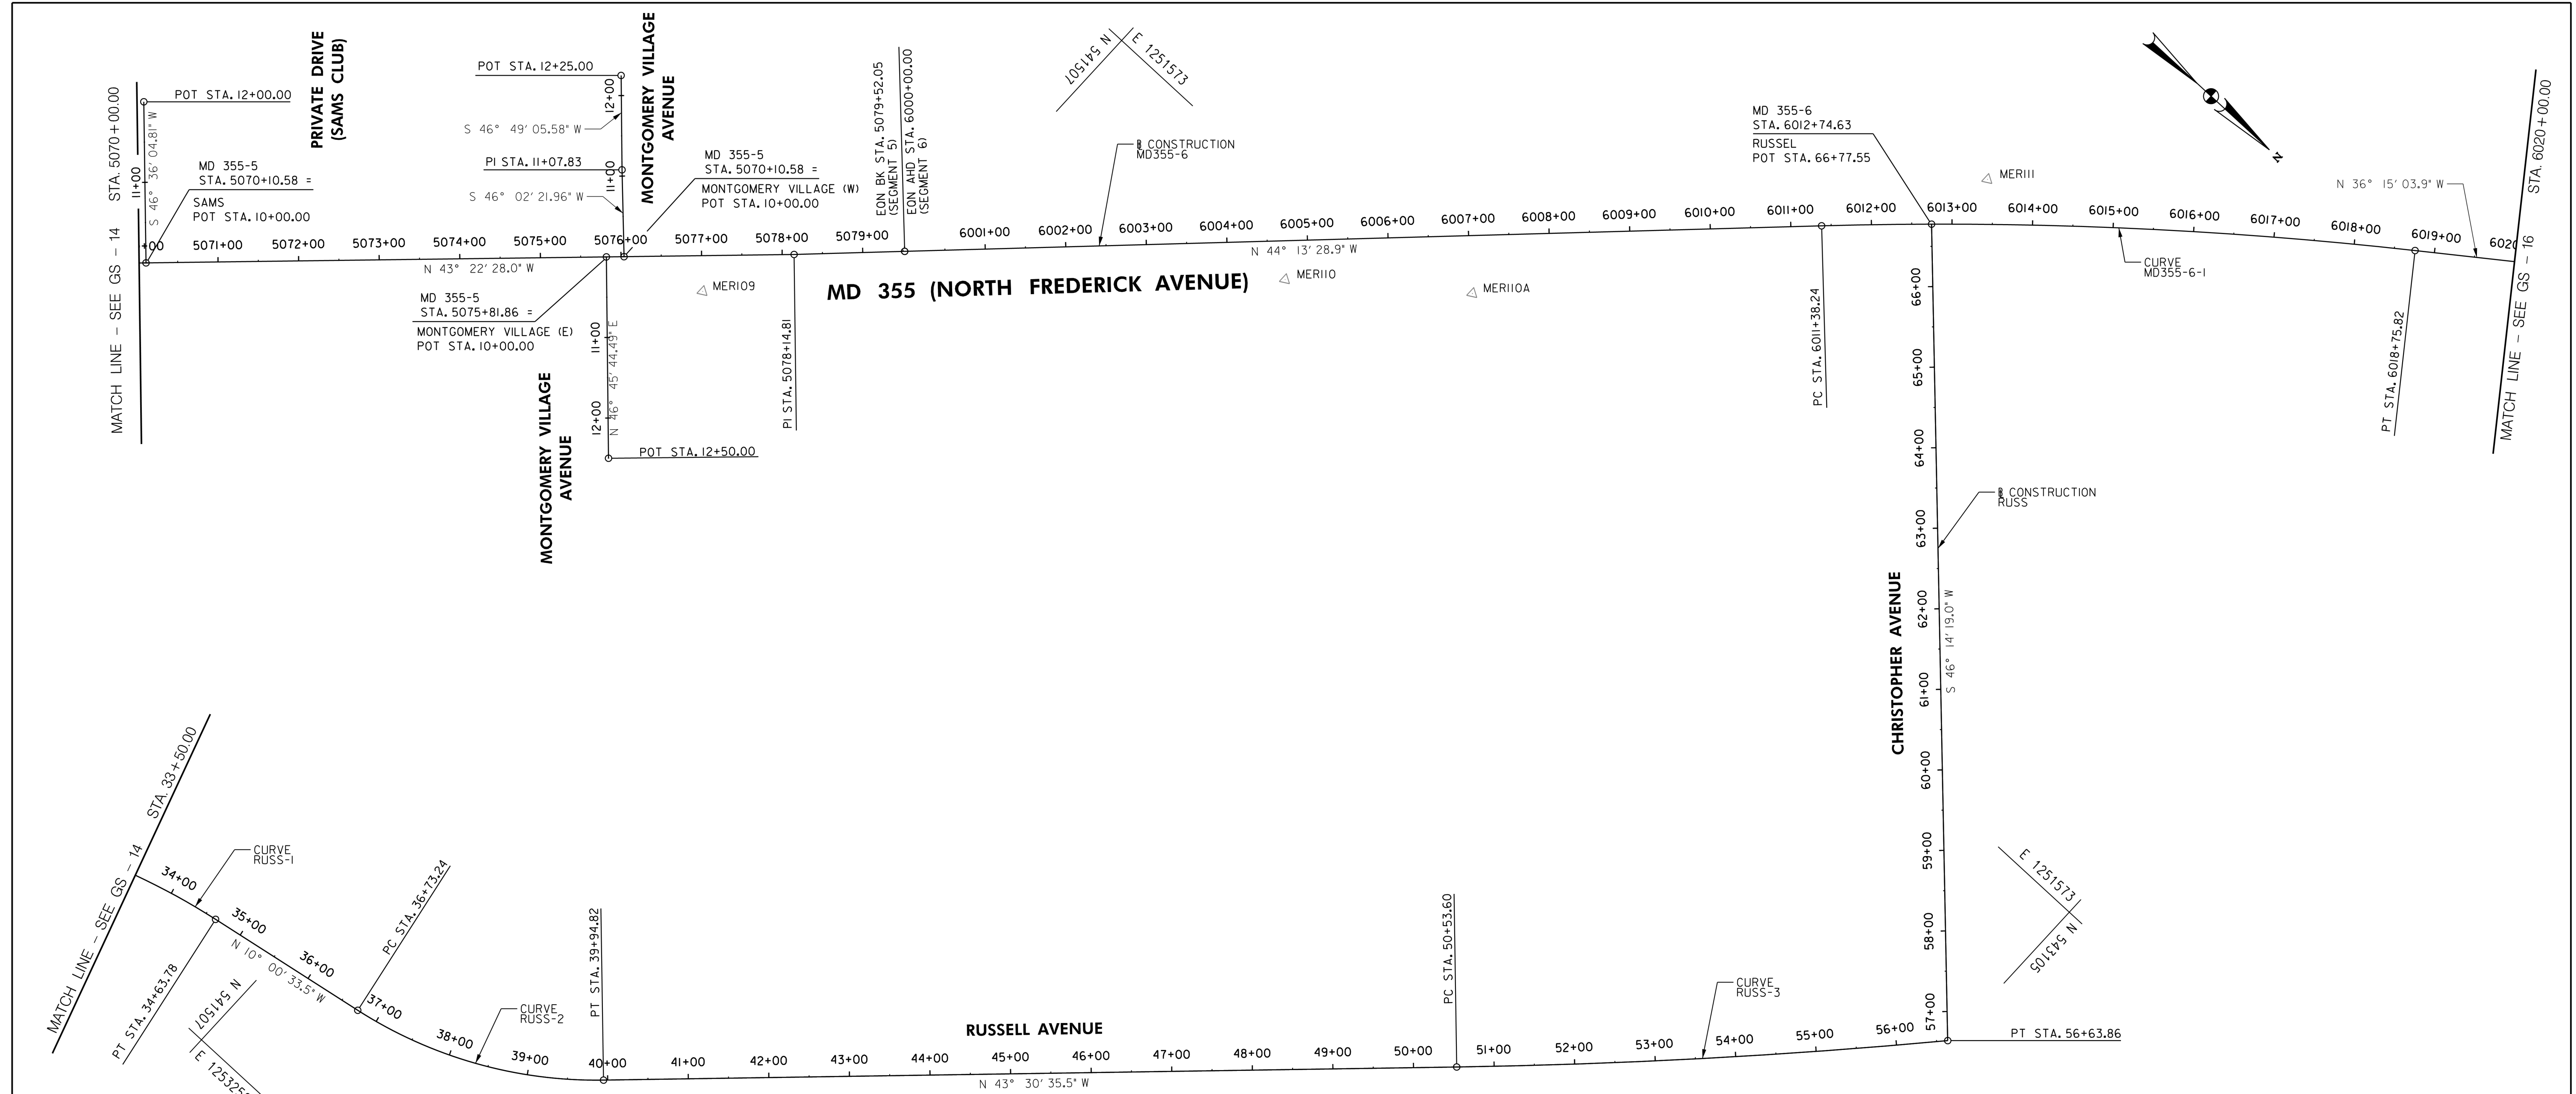 MATCH LINE - SEE GS - 14 STA. 5070+00.00
POT STA. 12+00.00
11+00
S 46° 36' 04.81" W
MD 355-5
STA. 5070+10.58 =
SAMS
POT STA. 10+00.00
PRIVATE DRIVE
(SAMS CLUB)
POT STA. 12+25.00
12+00
S 46° 49' 05.58" W
PI STA. 11+07.83
11+00
S 46° 02' 21.96" W
MONTGOMERY VILLAGE
AVENUE
MD 355-5
STA. 5070+10.58 =
MONTGOMERY VILLAGE (W)
POT STA. 10+00.00
EQN BK STA. 5079+52.05
(SEGMENT 5)
EQN AHD STA. 6000+00.00
(SEGMENT 6)
N 541507
E 1251573
B CONSTRUCTION
MD355-6
MD 355-6
STA. 6012+74.63
RUSSEL
POT STA. 66+77.55
MER111
N
N 36° 15' 03.9" W
MATCH LINE - SEE GS - 16 STA. 6020+00.00
+00 5071+00 5072+00 5073+00 5074+00 5075+00 5076+00 5077+00 5078+00 5079+00 6001+00 6002+00 6003+00 6004+00 6005+00 6006+00 6007+00 6008+00 6009+00 6010+00 6011+00 6012+00 6013+00 6014+00 6015+00 6016+00 6017+00 6018+00 6019+00 6020
N 43° 22' 28.0" W
N 44° 13' 28.9" W
MD 355 (NORTH FREDERICK AVENUE)
MER109
MER110
MER110A
CURVE
MD355-6-1
MD 355-5
STA. 5075+81.86 =
MONTGOMERY VILLAGE (E)
POT STA. 10+00.00
11+00
12+00
N 46° 45' 44.49" E
POT STA. 12+50.00
MONTGOMERY VILLAGE
AVENUE
PI STA. 5078+14.81
PC STA. 6011+38.24
PT STA. 6018+75.82
66+00
65+00
64+00
63+00
62+00
61+00
60+00
59+00
58+00
57+00
B CONSTRUCTION
RUSS
CHRISTOPHER AVENUE
S 46° 14' 19.0" W
E 1251573
N 543105
MATCH LINE - SEE GS - 14 STA. 33+50.00
CURVE
RUSS-1
34+00 35+00 36+00 37+00 38+00 39+00 40+00 41+00 42+00 43+00 44+00 45+00 46+00 47+00 48+00 49+00 50+00 51+00 52+00 53+00 54+00 55+00 56+00
N 10° 00' 33.5" W
PT STA. 34+63.78
PC STA. 36+73.24
N 541507
CURVE
RUSS-2
PT STA. 39+94.82
RUSSELL AVENUE
N 43° 30' 35.5" W
PC STA. 50+53.60
CURVE
RUSS-3
PT STA. 56+63.86